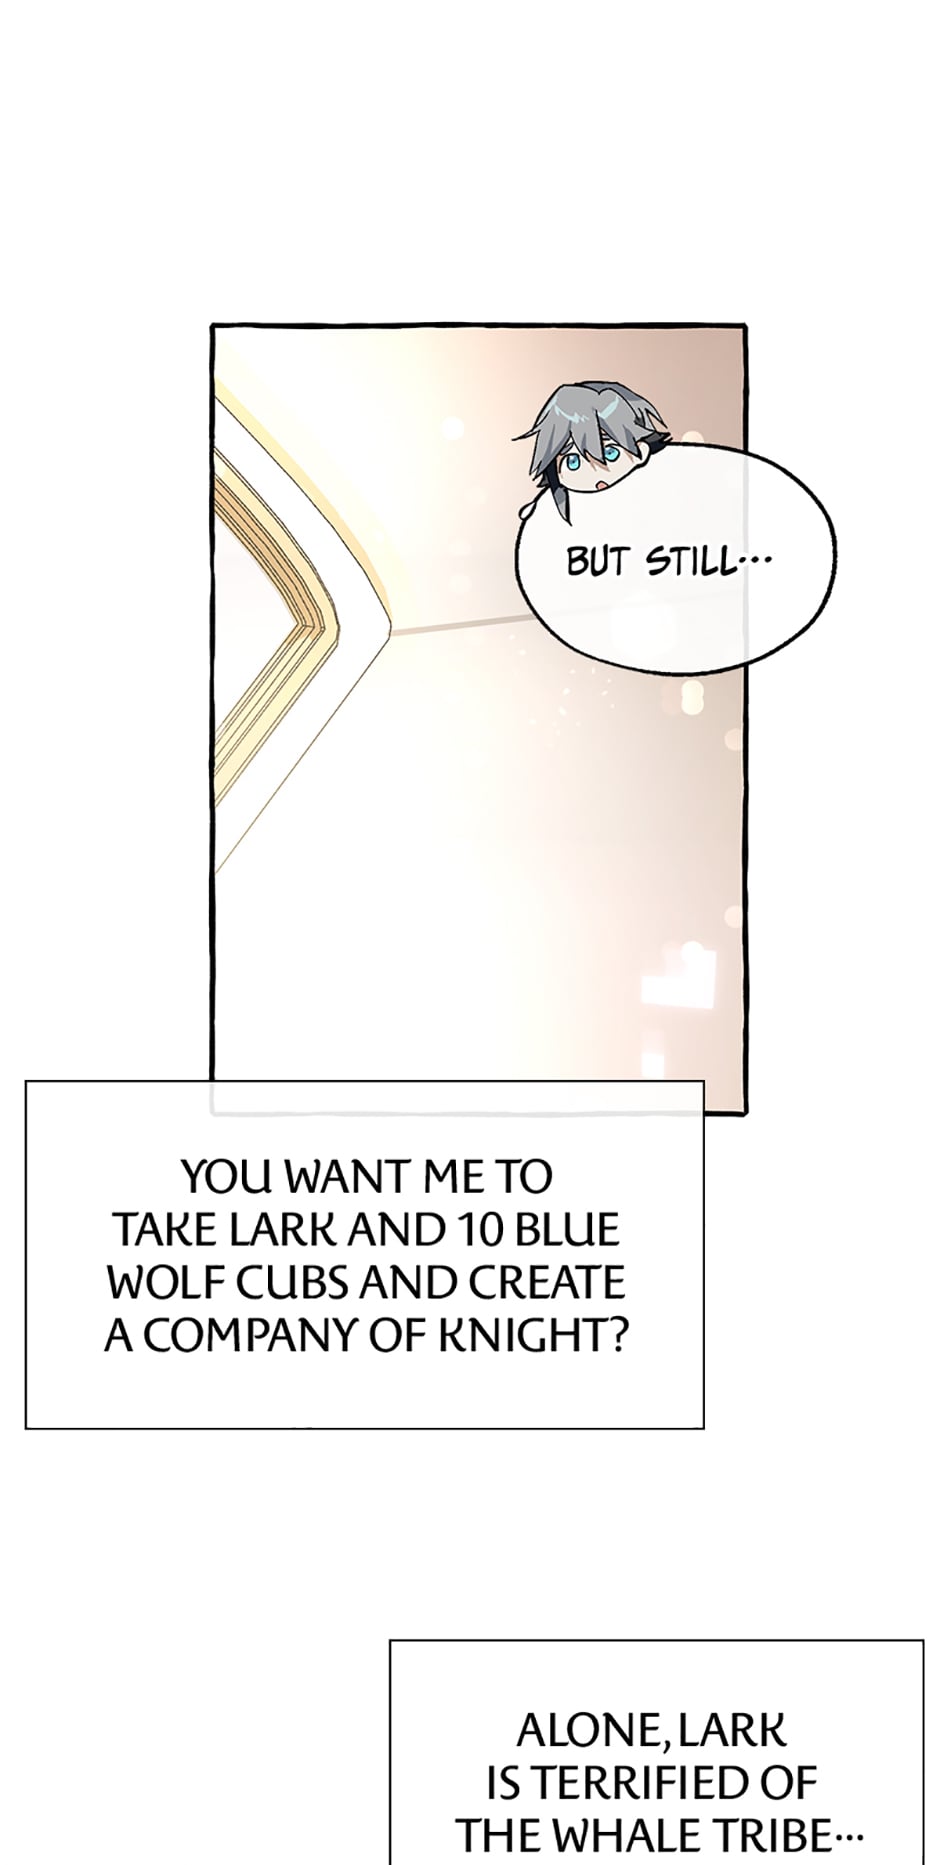 BUT STILL...
YOU WANT ME TO
TAKE LARK AND 10 BLUE
WOLF CUBS AND CREATE
A COMPANY OF KNIGHT?
ALONE, LARK
IS TERRIFIED OF
THE WHALE TRIBE...